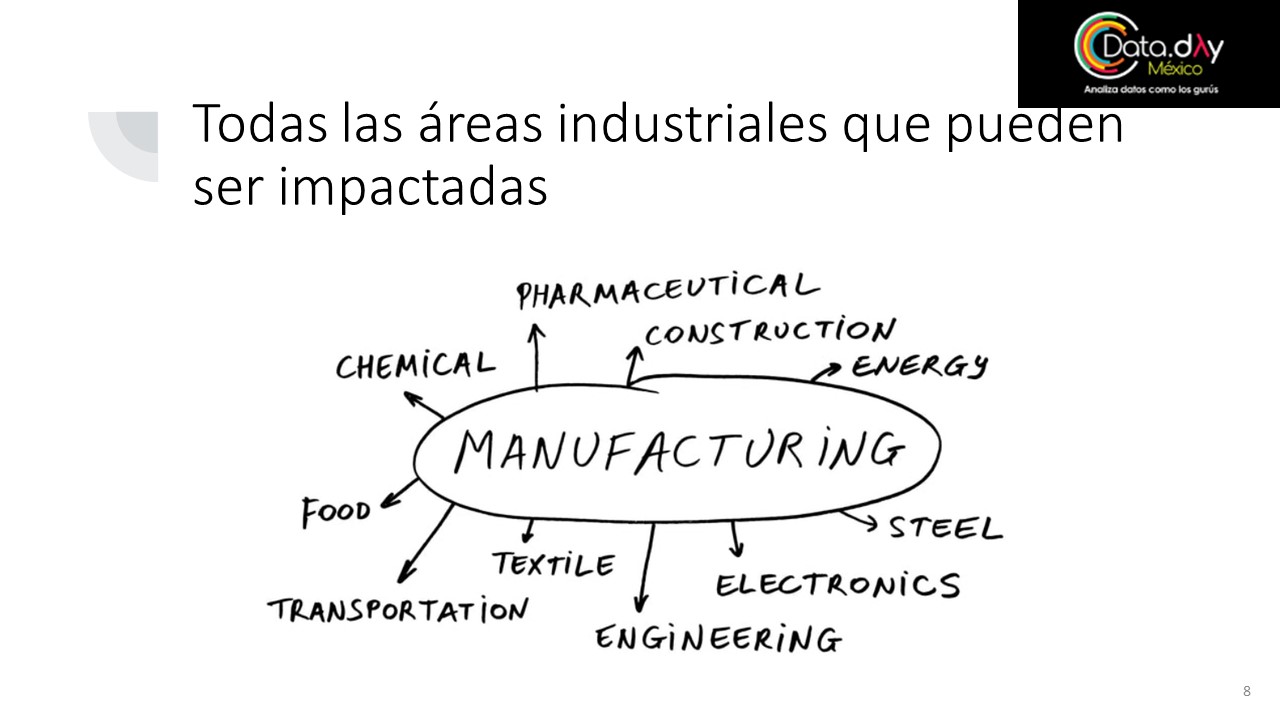 Data.day
México
Analiza datos como los gurús
Todas las áreas industriales que pueden
ser impactadas
PHARMACEUTICAL
CONSTRUCTION
CHEMICAL
ENERGY
MANUFACTURING
FOOD
STEEL
TEXTILE
ELECTRONICS
TRANSPORTATION
ENGINEERING
8